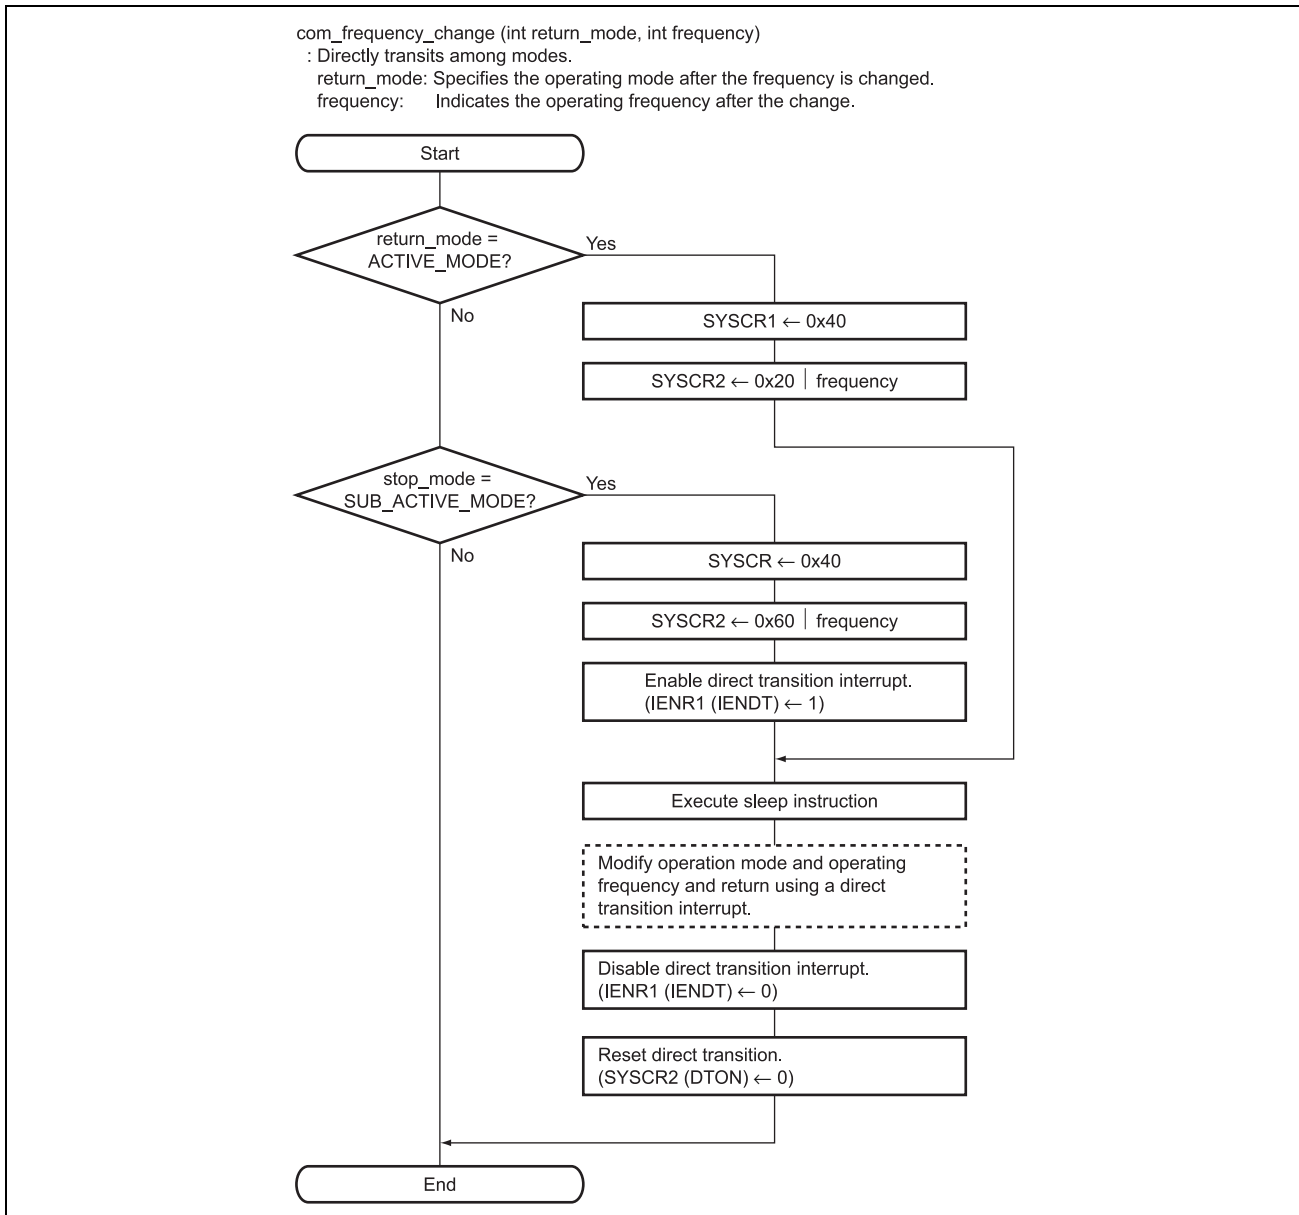 com_frequency_change (int return_mode, int frequency)
: Directly transits among modes.
return_mode: Specifies the operating mode after the frequency is changed.
frequency: Indicates the operating frequency after the change.
Start
return_mode =
ACTIVE_MODE?
Yes
No
SYSCR1 ← 0x40
SYSCR2 ← 0x20 | frequency
stop_mode =
SUB_ACTIVE_MODE?
Yes
No
SYSCR ← 0x40
SYSCR2 ← 0x60 | frequency
Enable direct transition interrupt.
(IENR1 (IENDT) ← 1)
Execute sleep instruction
Modify operation mode and operating
frequency and return using a direct
transition interrupt.
Disable direct transition interrupt.
(IENR1 (IENDT) ← 0)
Reset direct transition.
(SYSCR2 (DTON) ← 0)
End